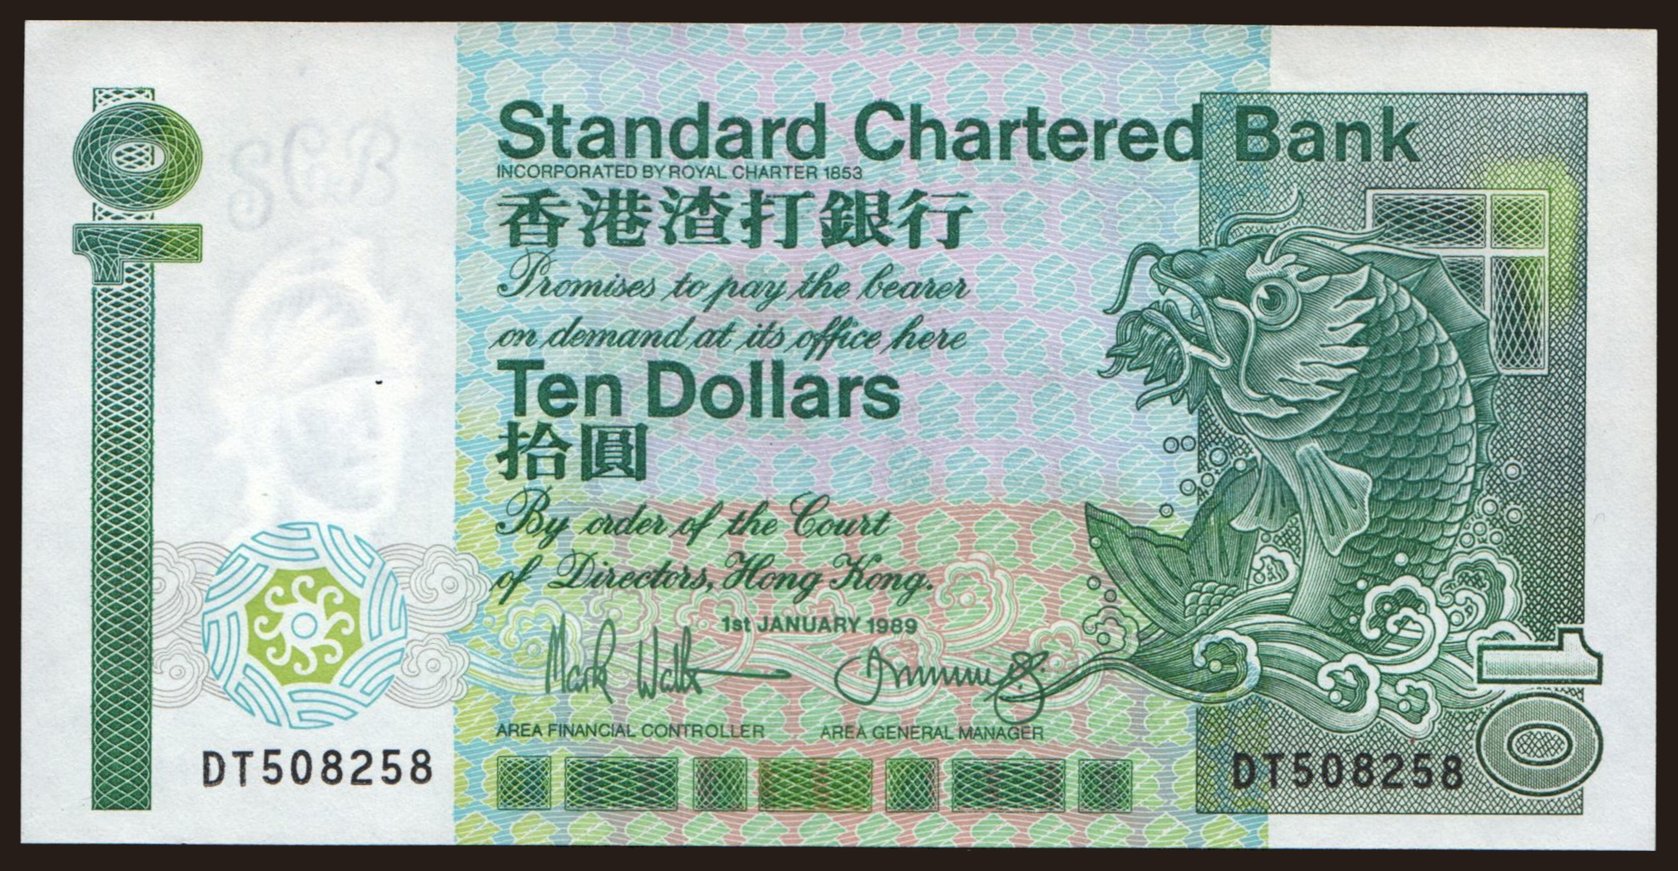 10
SCB
Standard Chartered Bank
INCORPORATED BY ROYAL CHARTER 1853
香港渣打銀行
Promises to pay the bearer
on demand at its office here
Ten Dollars
拾圓
By order of the Court
of Directors, Hong Kong.
1st JANUARY 1989
AREA FINANCIAL CONTROLLER
AREA GENERAL MANAGER
DT508258
DT508258
10